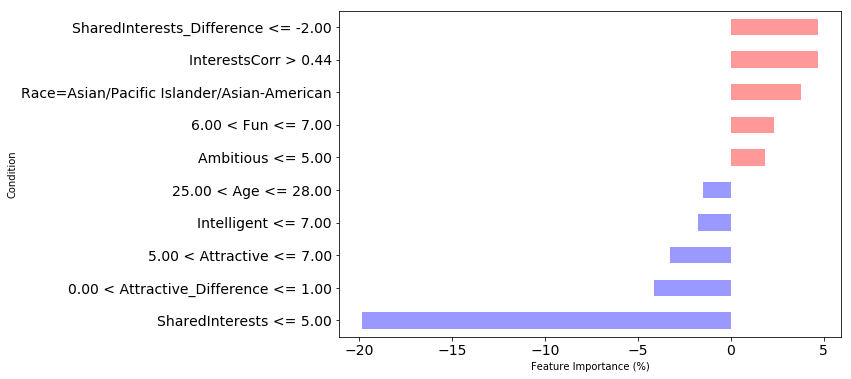 SharedInterests_Difference <= -2.00
InterestsCorr > 0.44
Race=Asian/Pacific Islander/Asian-American
6.00 < Fun <= 7.00
Ambitious <= 5.00
25.00 < Age <= 28.00
Intelligent <= 7.00
5.00 < Attractive <= 7.00
0.00 < Attractive_Difference <= 1.00
SharedInterests <= 5.00
Condition
−20 −15 −10 −5 0 5
Feature Importance (%)